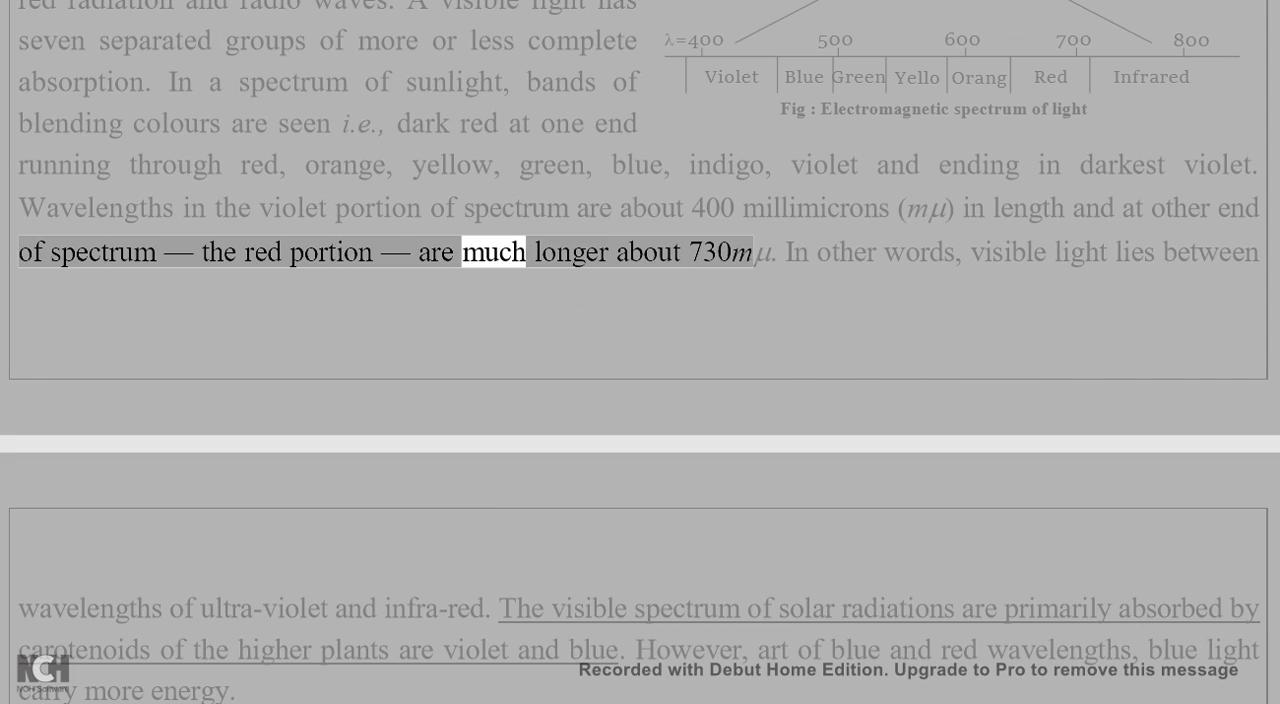 red radiation and radio waves. A visible light has
seven separated groups of more or less complete
absorption. In a spectrum of sunlight, bands of
blending colours are seen i.e., dark red at one end
λ=400 500 600 700 800
Violet Blue Green Yello Orang Red Infrared
Fig : Electromagnetic spectrum of light
running through red, orange, yellow, green, blue, indigo, violet and ending in darkest violet.
Wavelengths in the violet portion of spectrum are about 400 millimicrons (mμ) in length and at other end
of spectrum — the red portion — are much longer about 730mμ. In other words, visible light lies between
wavelengths of ultra-violet and infra-red. The visible spectrum of solar radiations are primarily absorbed by
carotenoids of the higher plants are violet and blue. However, art of blue and red wavelengths, blue light
carry more energy.
NCH
NCH Software
Recorded with Debut Home Edition. Upgrade to Pro to remove this message